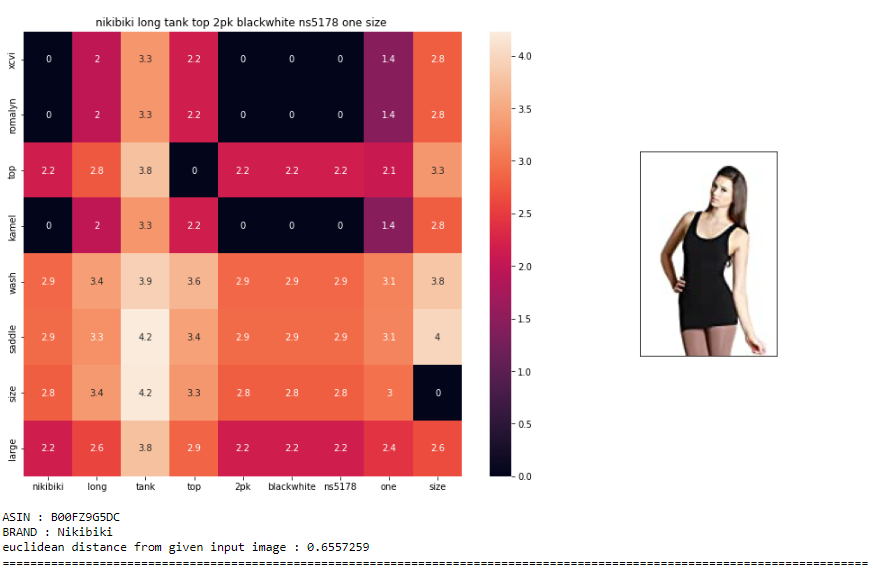 nikibiki long tank top 2pk blackwhite ns5178 one size
xcvi 0 2 3.3 2.2 0 0 0 1.4 2.8
romalyn 0 2 3.3 2.2 0 0 0 1.4 2.8
top 2.2 2.8 3.8 0 2.2 2.2 2.2 2.1 3.3
kamel 0 2 3.3 2.2 0 0 0 1.4 2.8
wash 2.9 3.4 3.9 3.6 2.9 2.9 2.9 3.1 3.8
saddle 2.9 3.3 4.2 3.4 2.9 2.9 2.9 3.1 4
size 2.8 3.4 4.2 3.3 2.8 2.8 2.8 3 0
large 2.2 2.6 3.8 2.9 2.2 2.2 2.2 2.4 2.6
nikibiki long tank top 2pk blackwhite ns5178 one size
4.0
3.5
3.0
2.5
2.0
1.5
1.0
0.5
0.0
ASIN : B00FZ9G5DC
BRAND : Nikibiki
euclidean distance from given input image : 0.6557259
=============================================================================================================================